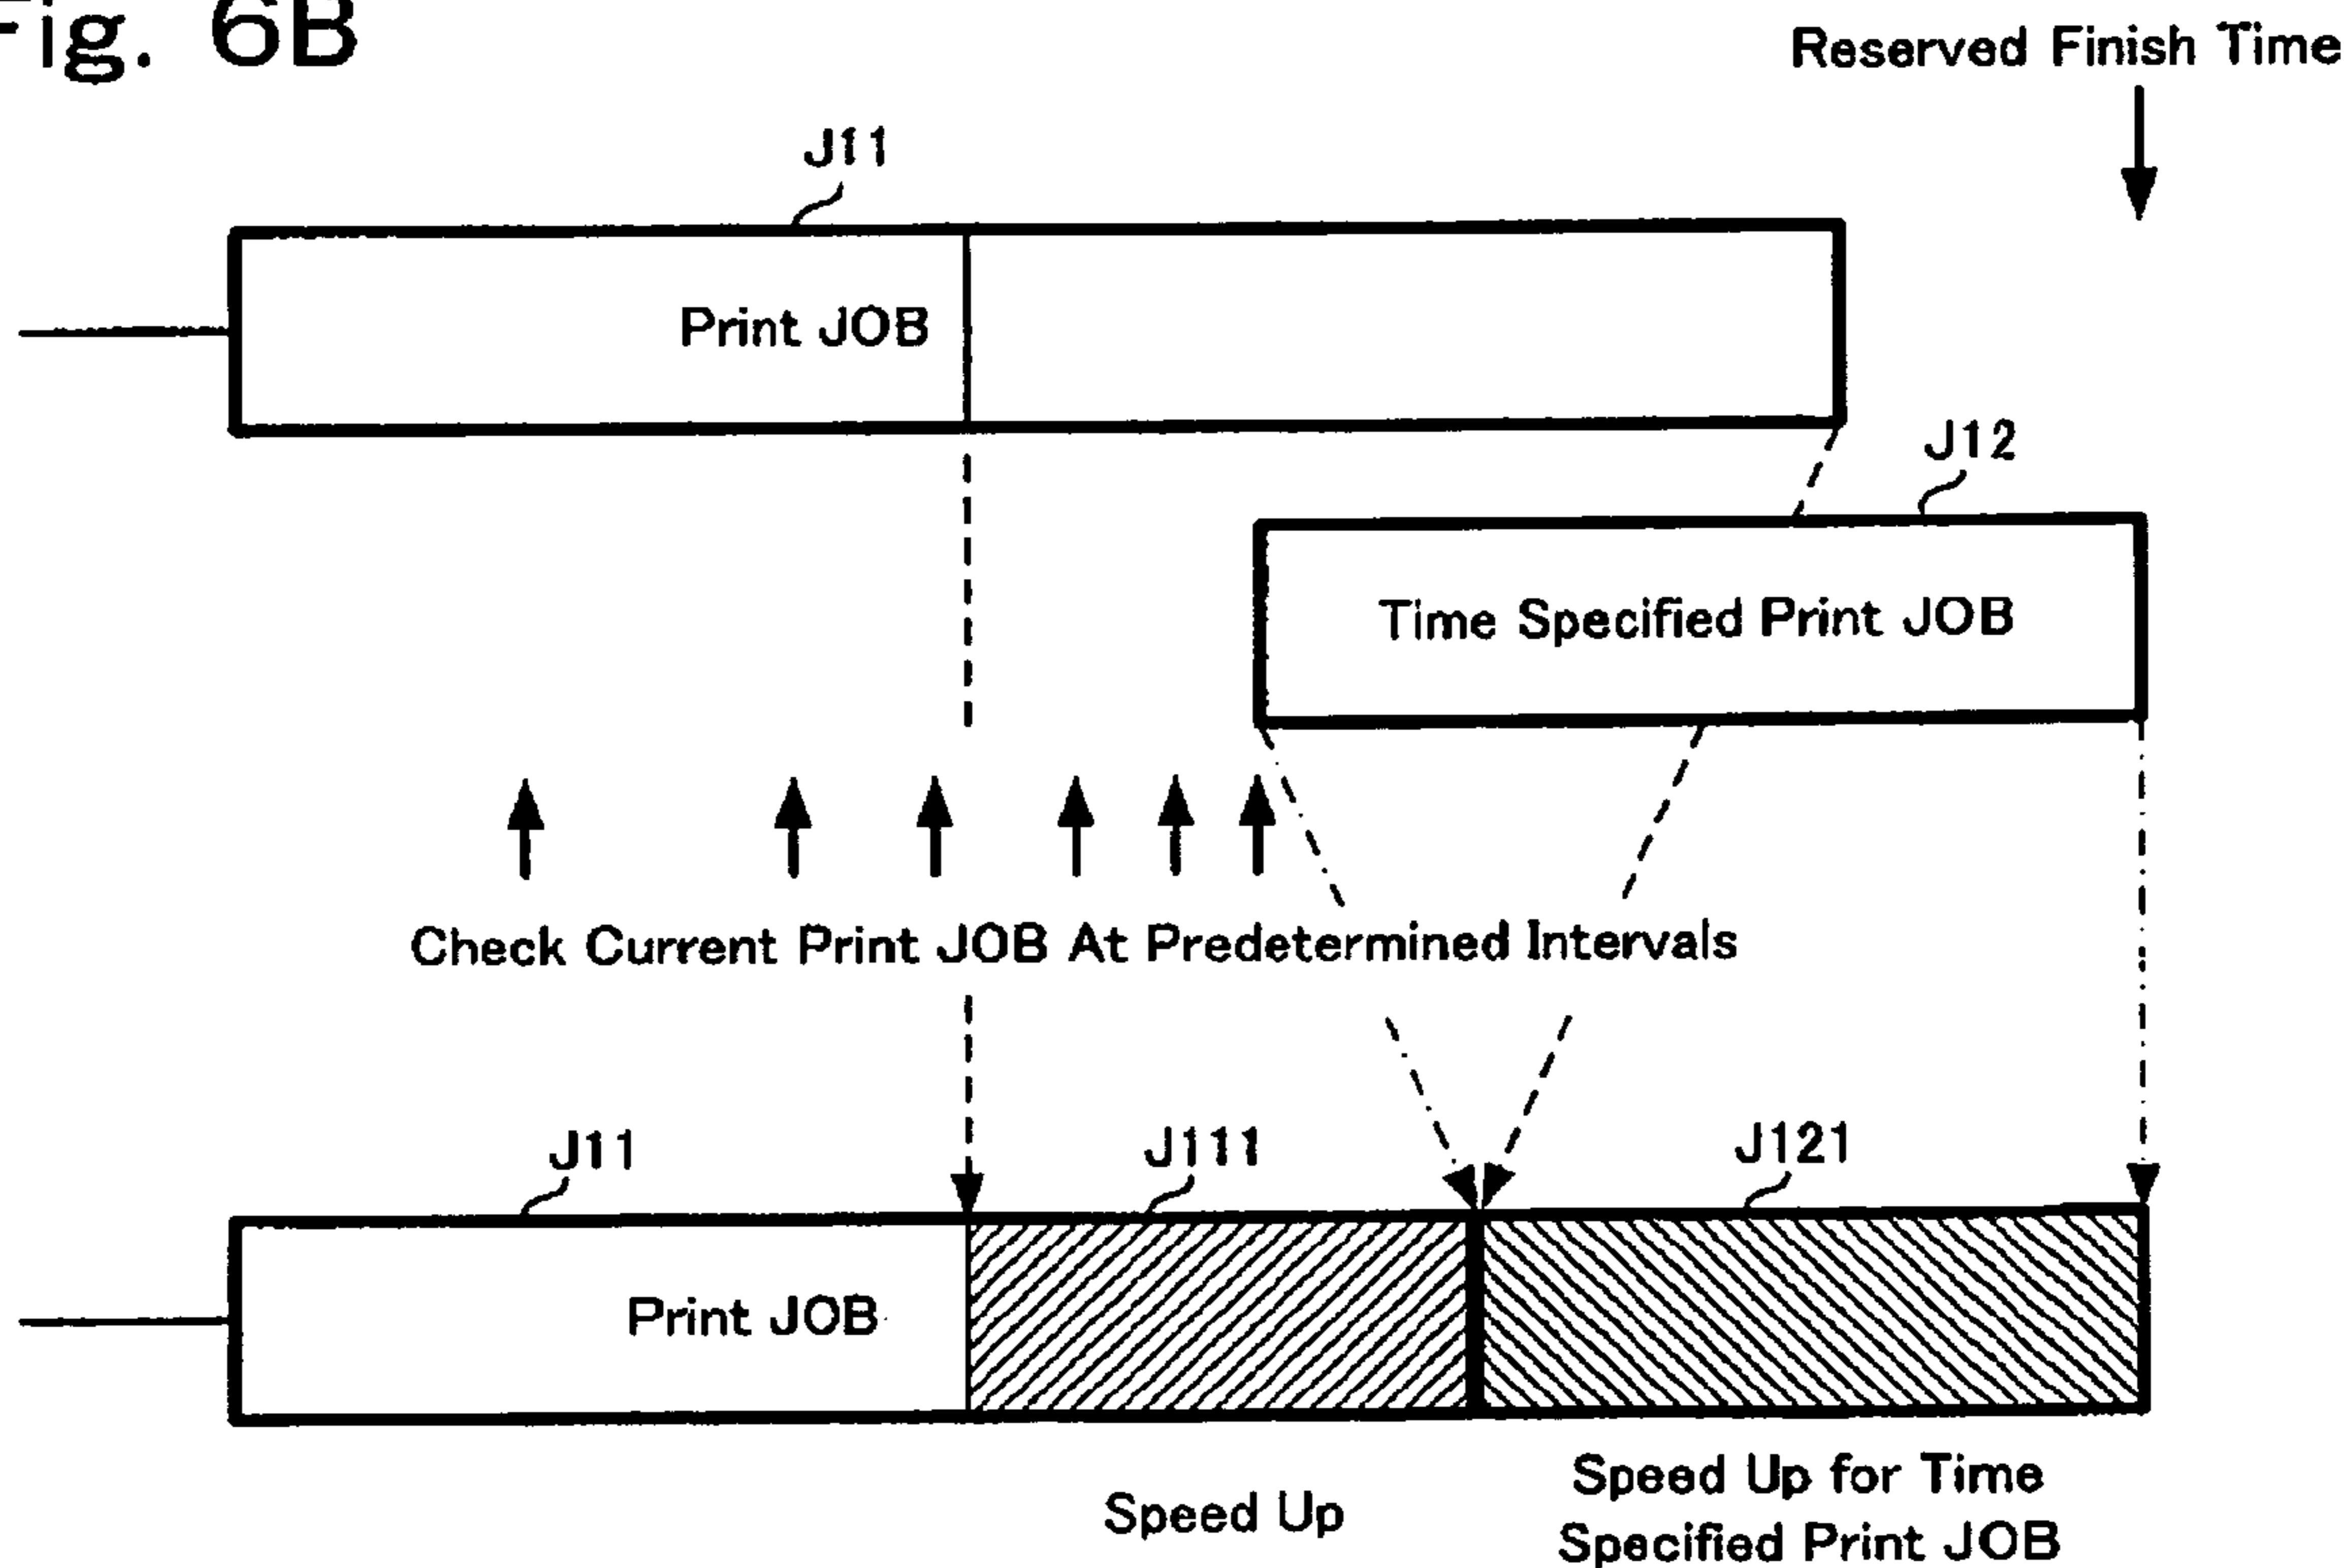 Fig. 6B
Reserved Finish Time
J11
Print JOB
J12
Time Specified Print JOB
Check Current Print JOB At Predetermined Intervals
J11
J111
J121
Print JOB
Speed Up
Speed Up for Time
Specified Print JOB